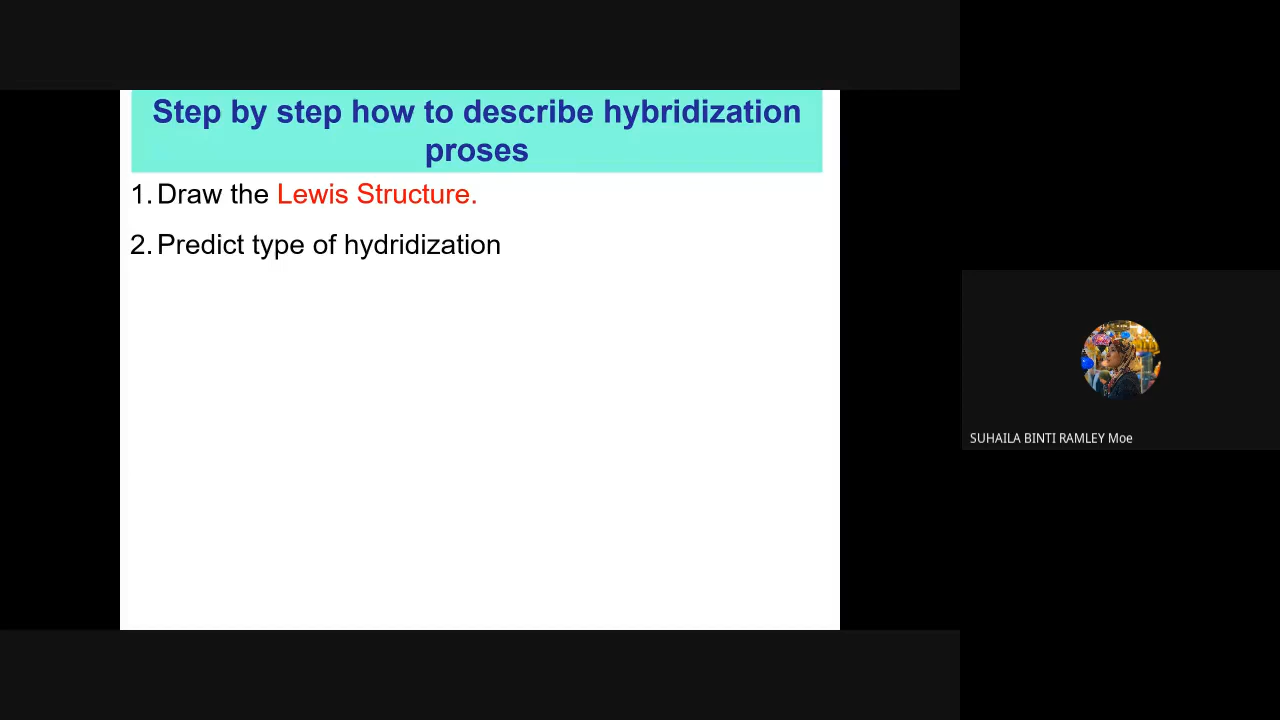 Step by step how to describe hybridization
proses
1. Draw the Lewis Structure.
2. Predict type of hydridization
SUHAILA BINTI RAMLEY Moe